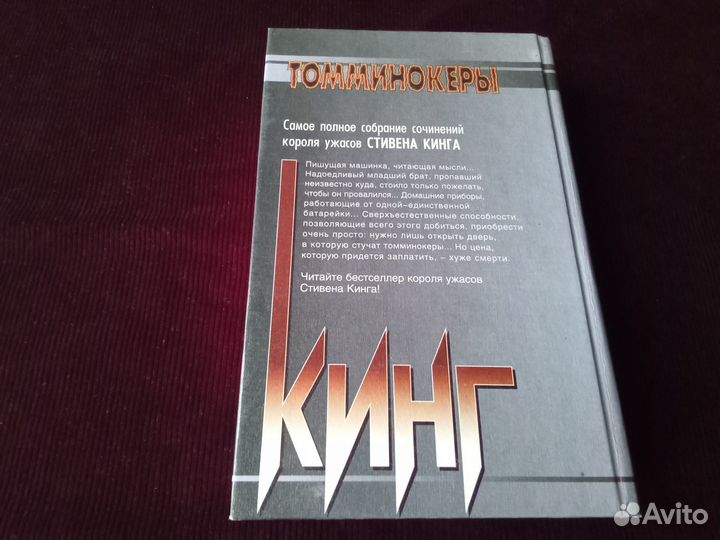 ТОММИНОКЕРЫ
Самое полное собрание сочинений
короля ужасов СТИВЕНА КИНГА
Пишущая машинка, читающая мысли...
Надоедливый младший брат, пропавший
неизвестно куда, стоило только пожелать,
чтобы он провалился... Домашние приборы,
работающие от одной-единственной
батарейки... Сверхъестественные способности,
позволяющие всего этого добиться, приобрести
очень просто: нужно лишь открыть дверь,
в которую стучат томминокеры... Но цена,
которую придется заплатить, – хуже смерти.
Читайте бестселлер короля ужасов
Стивена Кинга!
КИНГ
Avito